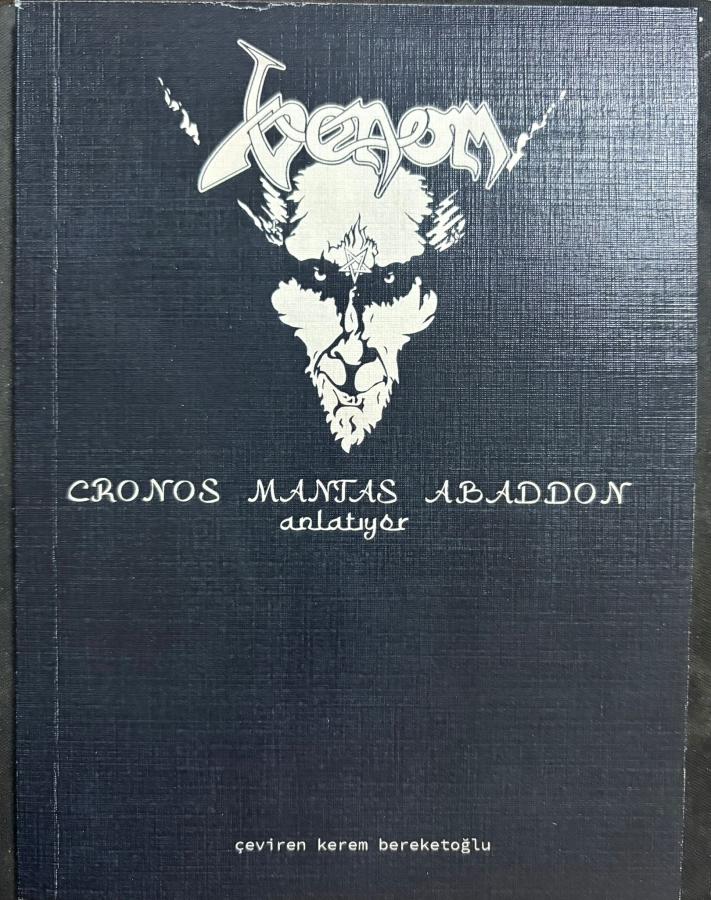 Venom
CRONOS MANTAS ABADDON
anlatıyor
çeviren kerem bereketoğlu